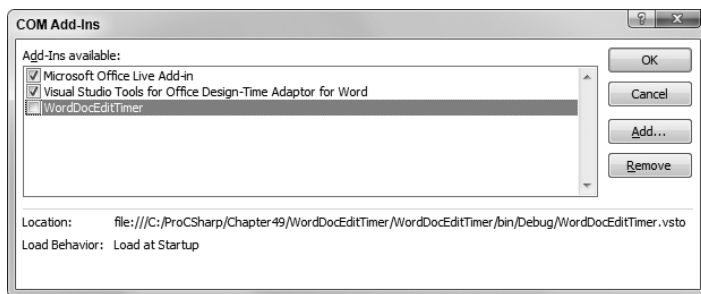 COM Add-Ins
Add-Ins available:
Microsoft Office Live Add-in
Visual Studio Tools for Office Design-Time Adaptor for Word
WordDocEditTimer
OK
Cancel
Add...
Remove
Location: file:///C:/ProCSharp/Chapter49/WordDocEditTimer/WordDocEditTimer/bin/Debug/WordDocEditTimer.vsto
Load Behavior: Load at Startup